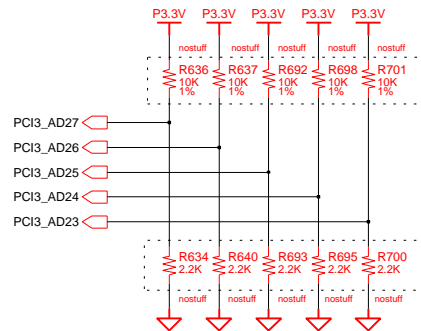 P3.3V P3.3V P3.3V P3.3V P3.3V
nostuff nostuff nostuff nostuff nostuff
R636 R637 R692 R698 R701
10K 10K 10K 10K 10K
1% 1% 1% 1% 1%
PCI3_AD27
PCI3_AD26
PCI3_AD25
PCI3_AD24
PCI3_AD23
R634 R640 R693 R695 R700
2.2K 2.2K 2.2K 2.2K 2.2K
nostuff nostuff nostuff nostuff nostuff